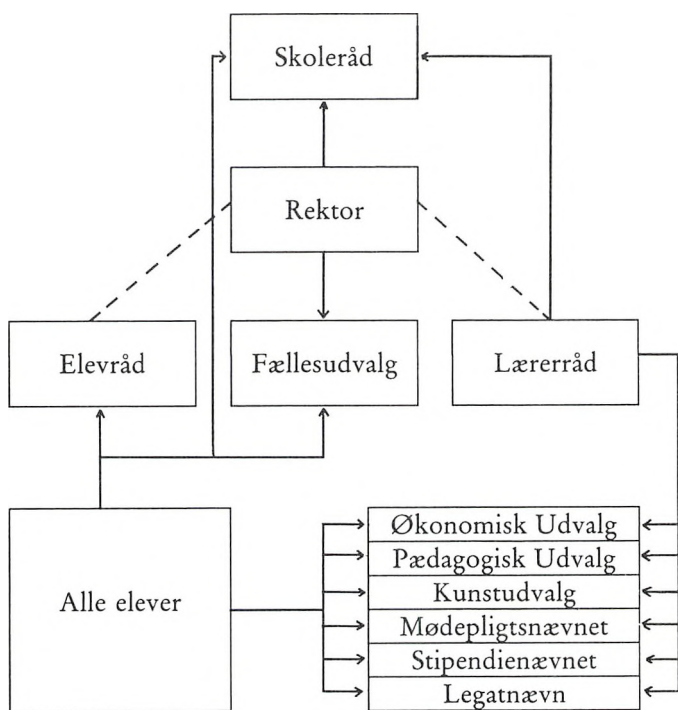 Skoleråd
Rektor
Elevråd
Fællesudvalg
Lærerråd
Alle elever
Økonomisk Udvalg
Pædagogisk Udvalg
Kunstudvalg
Mødepligtsnævnet
Stipendienævnet
Legatnævn